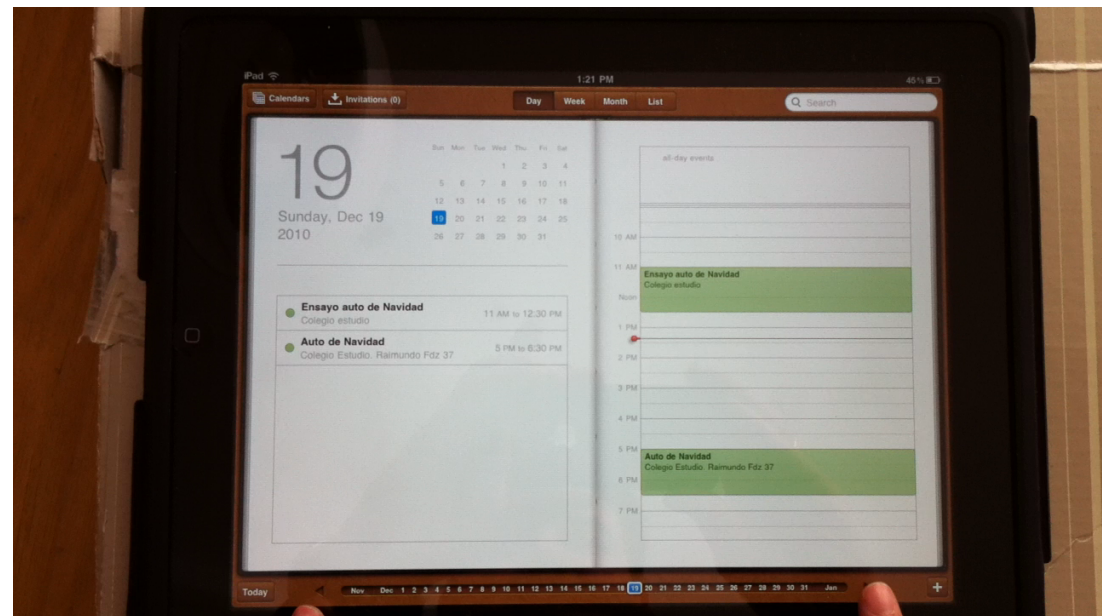 iPad
1:21 PM
45%
Calendars
Invitations (0)
Day Week Month List
Search
19
Sunday, Dec 19
2010
Sun Mon Tue Wed Thu Fri Sat
1 2 3 4
5 6 7 8 9 10 11
12 13 14 15 16 17 18
19 20 21 22 23 24 25
26 27 28 29 30 31
Ensayo auto de Navidad
Colegio estudio
11 AM to 12:30 PM
Auto de Navidad
Colegio Estudio. Raimundo Fdz 37
5 PM to 6:30 PM
all-day events
10 AM
11 AM
Ensayo auto de Navidad
Colegio estudio
Noon
1 PM
2 PM
3 PM
4 PM
5 PM
Auto de Navidad
Colegio Estudio. Raimundo Fdz 37
6 PM
7 PM
Today
Nov Dec 1 2 3 4 5 6 7 8 9 10 11 12 13 14 15 16 17 18 19 20 21 22 23 24 25 26 27 28 29 30 31 Jan
+